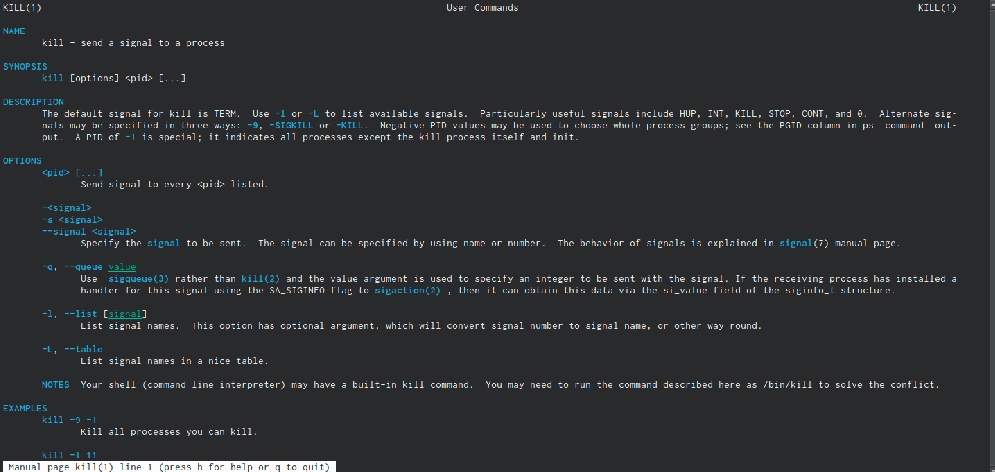 KILL(1) User Commands KILL(1)
NAME
kill - send a signal to a process
SYNOPSIS
kill [options] <pid> [...]
DESCRIPTION
The default signal for kill is TERM. Use -l or -L to list available signals. Particularly useful signals include HUP, INT, KILL, STOP, CONT, and 0. Alternate sig-
nals may be specified in three ways: -9, -SIGKILL or -KILL. Negative PID values may be used to choose whole process groups; see the PGID column in ps command out-
put. A PID of -1 is special; it indicates all processes except the kill process itself and init.
OPTIONS
<pid> [...]
Send signal to every <pid> listed.
-<signal>
-s <signal>
--signal <signal>
Specify the signal to be sent. The signal can be specified by using name or number. The behavior of signals is explained in signal(7) manual page.
-q, --queue value
Use sigqueue(3) rather than kill(2) and the value argument is used to specify an integer to be sent with the signal. If the receiving process has installed a
handler for this signal using the SA_SIGINFO flag to sigaction(2) , then it can obtain this data via the si_value field of the siginfo_t structure.
-l, --list [signal]
List signal names. This option has optional argument, which will convert signal number to signal name, or other way round.
-L, --table
List signal names in a nice table.
NOTES Your shell (command line interpreter) may have a built-in kill command. You may need to run the command described here as /bin/kill to solve the conflict.
EXAMPLES
kill -9 -1
Kill all processes you can kill.
kill -l 11
Manual page kill(1) line 1 (press h for help or q to quit)